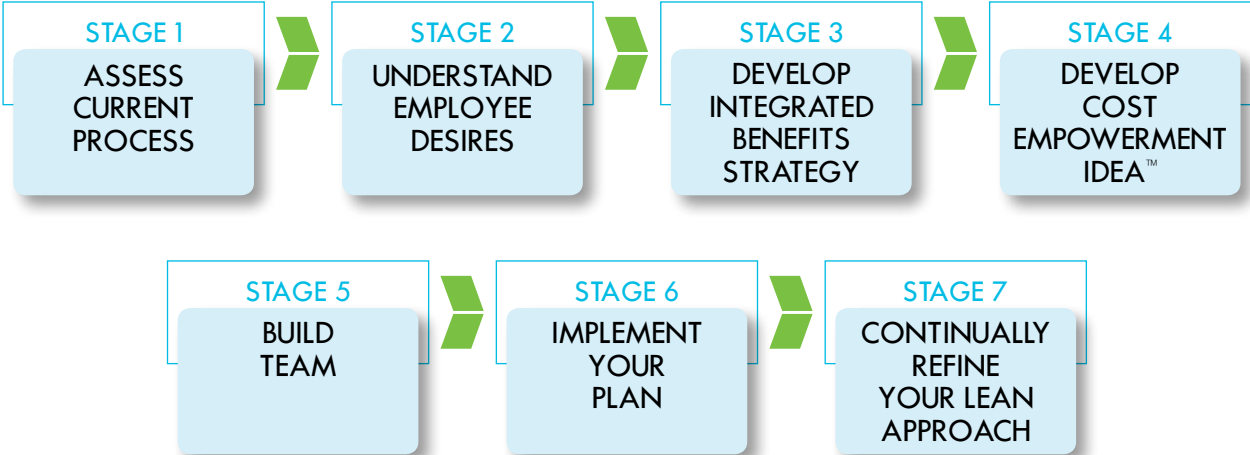 STAGE 1
ASSESS
CURRENT
PROCESS
STAGE 2
UNDERSTAND
EMPLOYEE
DESIRES
STAGE 3
DEVELOP
INTEGRATED
BENEFITS
STRATEGY
STAGE 4
DEVELOP
COST
EMPOWERMENT
IDEA™
STAGE 5
BUILD
TEAM
STAGE 6
IMPLEMENT
YOUR
PLAN
STAGE 7
CONTINUALLY
REFINE
YOUR LEAN
APPROACH